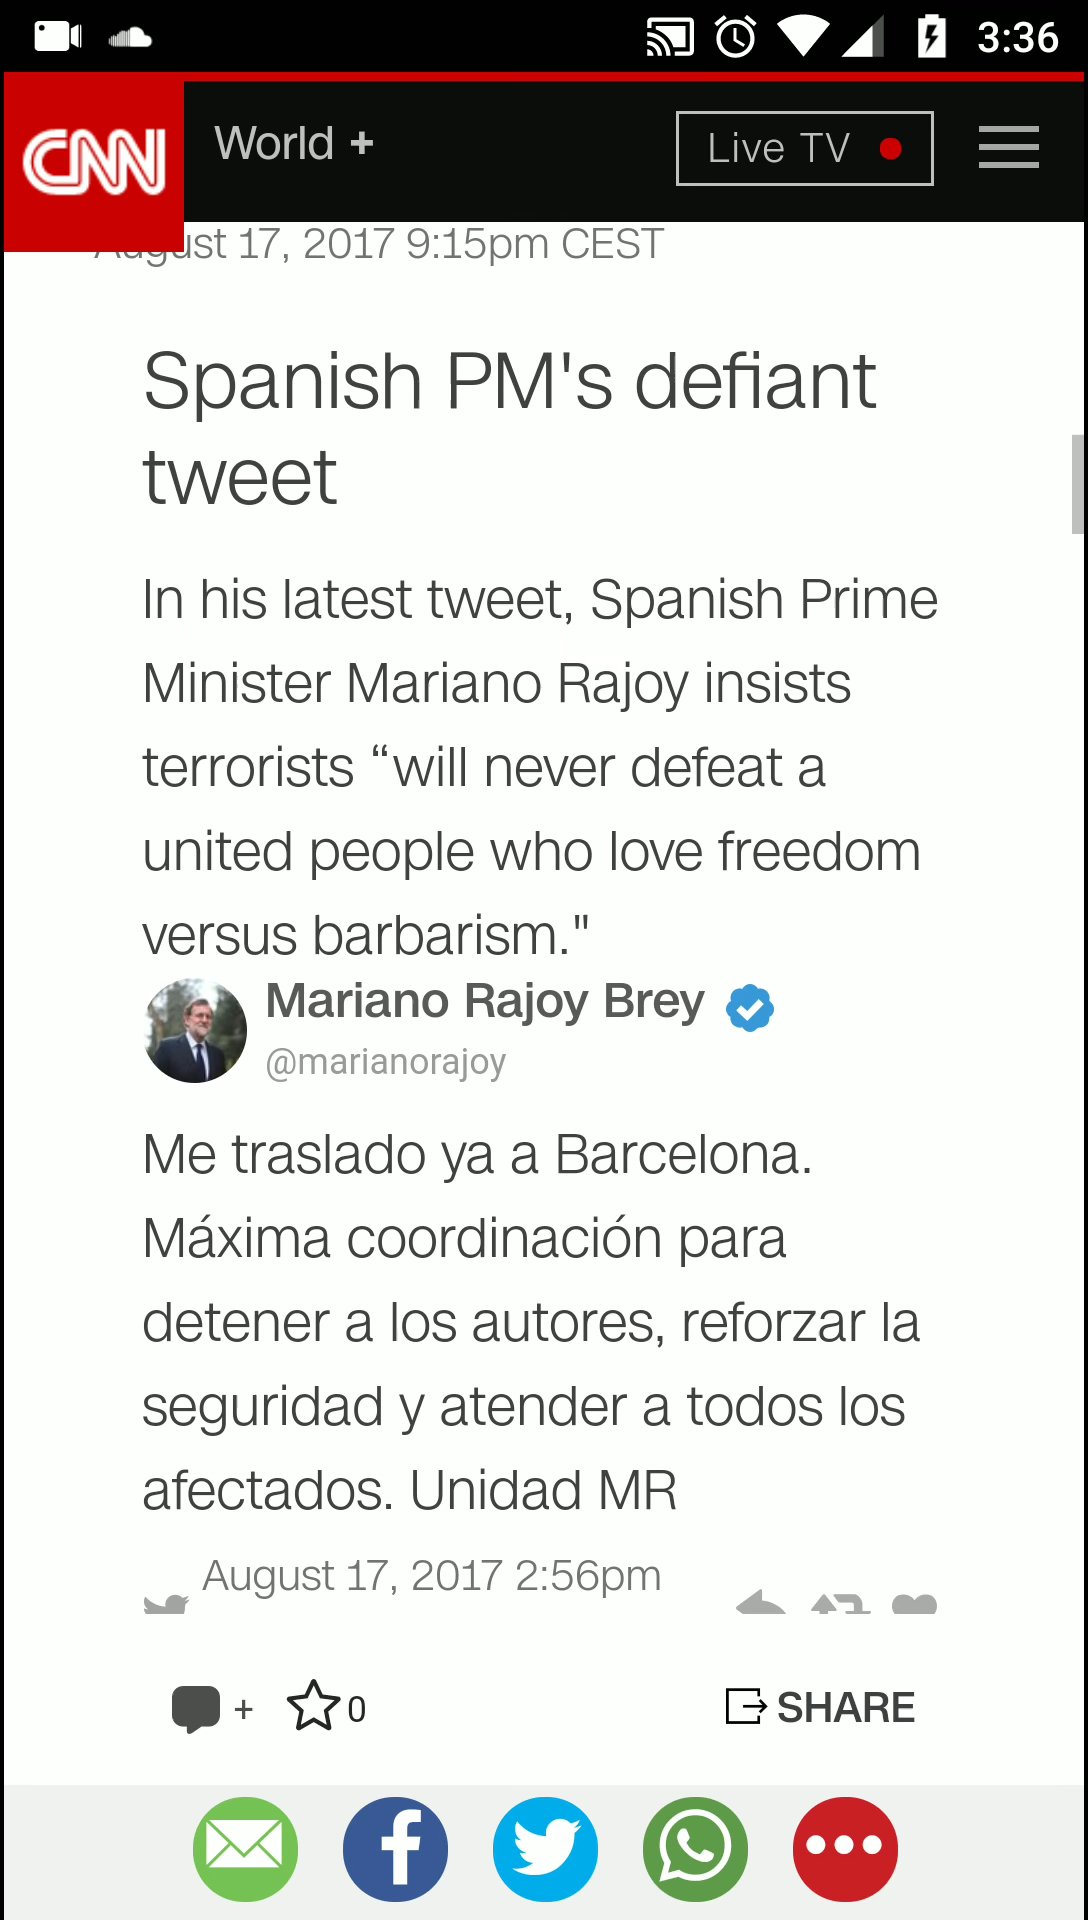 3:36
CNN
World +
Live TV
August 17, 2017 9:15pm CEST
Spanish PM's defiant
tweet
In his latest tweet, Spanish Prime
Minister Mariano Rajoy insists
terrorists “will never defeat a
united people who love freedom
versus barbarism."
Mariano Rajoy Brey
@marianorajoy
Me traslado ya a Barcelona.
Máxima coordinación para
detener a los autores, reforzar la
seguridad y atender a todos los
afectados. Unidad MR
August 17, 2017 2:56pm
+ 0 SHARE